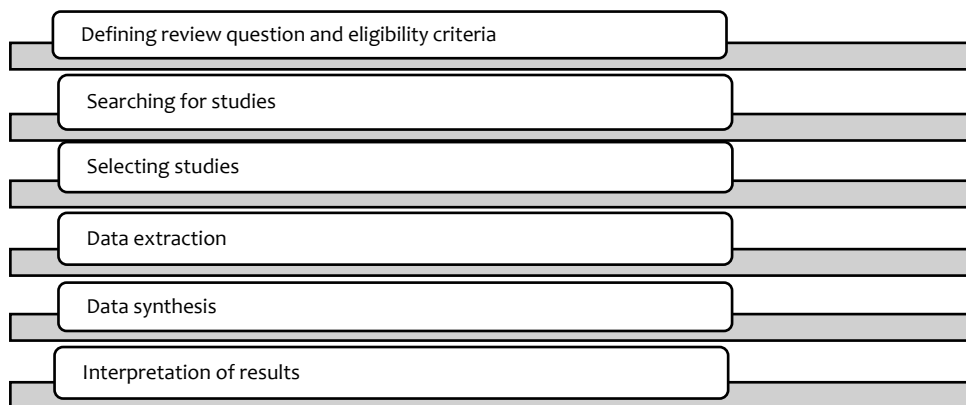 Defining review question and eligibility criteria
Searching for studies
Selecting studies
Data extraction
Data synthesis
Interpretation of results